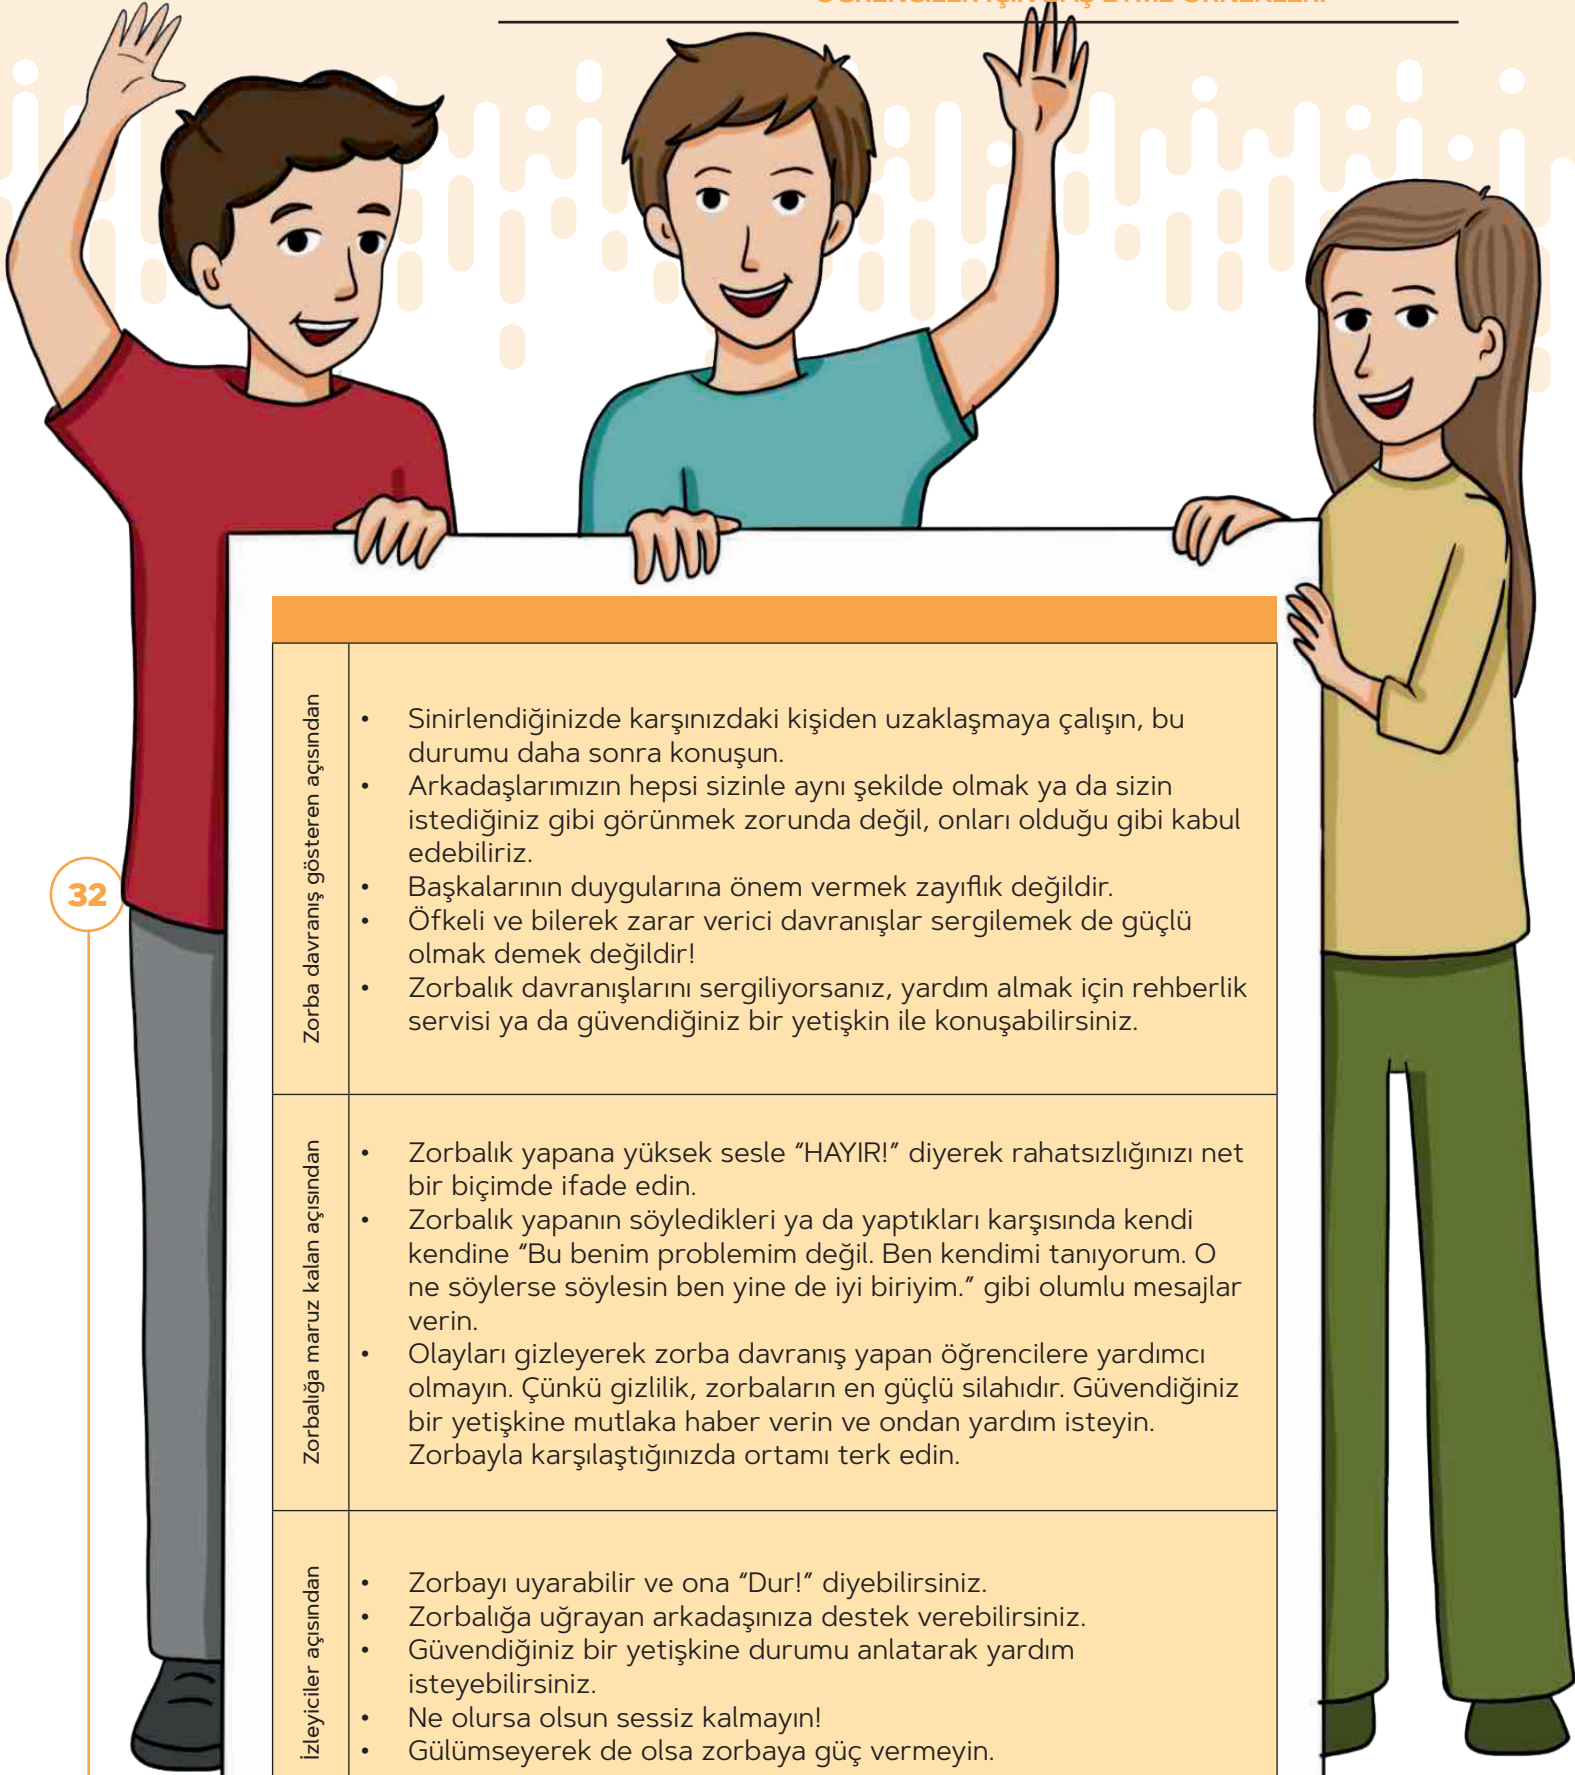 ÖĞRENCİLER İÇİN BAŞ ETME ÖRNEKLERİ
Zorba davranış gösteren açısından
• Sinirlendiğinizde karşınızdaki kişiden uzaklaşmaya çalışın, bu
durumu daha sonra konuşun.
• Arkadaşlarımızın hepsi sizinle aynı şekilde olmak ya da sizin
istediğiniz gibi görünmek zorunda değil, onları olduğu gibi kabul
edebiliriz.
• Başkalarının duygularına önem vermek zayıflık değildir.
• Öfkeli ve bilerek zarar verici davranışlar sergilemek de güçlü
olmak demek değildir!
• Zorbalık davranışlarını sergiliyorsanız, yardım almak için rehberlik
servisi ya da güvendiğiniz bir yetişkin ile konuşabilirsiniz.
32
Zorbalığa maruz kalan açısından
• Zorbalık yapana yüksek sesle “HAYIR!” diyerek rahatsızlığınızı net
bir biçimde ifade edin.
• Zorbalık yapanın söyledikleri ya da yaptıkları karşısında kendi
kendine “Bu benim problemim değil. Ben kendimi tanıyorum. O
ne söylerse söylesin ben yine de iyi biriyim.” gibi olumlu mesajlar
verin.
• Olayları gizleyerek zorba davranış yapan öğrencilere yardımcı
olmayın. Çünkü gizlilik, zorbaların en güçlü silahıdır. Güvendiğiniz
bir yetişkine mutlaka haber verin ve ondan yardım isteyin.
Zorbayla karşılaştığınızda ortamı terk edin.
İzleyiciler açısından
• Zorbayı uyarabilir ve ona “Dur!” diyebilirsiniz.
• Zorbalığa uğrayan arkadaşınıza destek verebilirsiniz.
• Güvendiğiniz bir yetişkine durumu anlatarak yardım
isteyebilirsiniz.
• Ne olursa olsun sessiz kalmayın!
• Gülümseyerek de olsa zorbaya güç vermeyin.